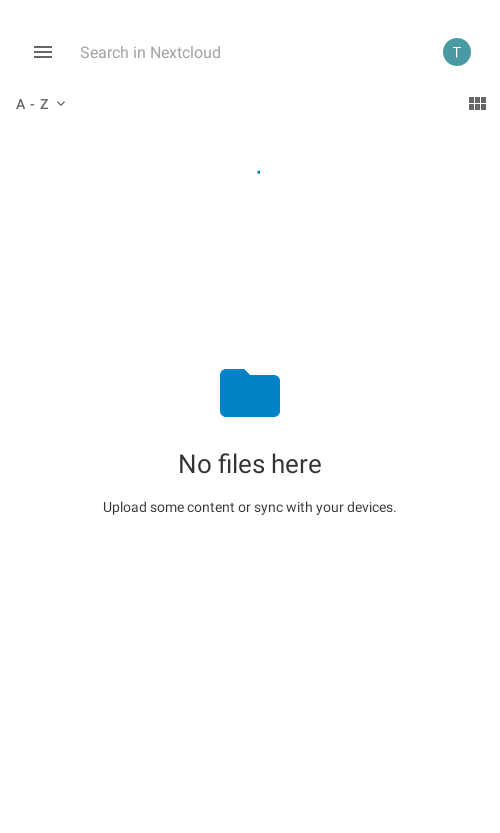 Search in Nextcloud
T
A - Z
No files here
Upload some content or sync with your devices.